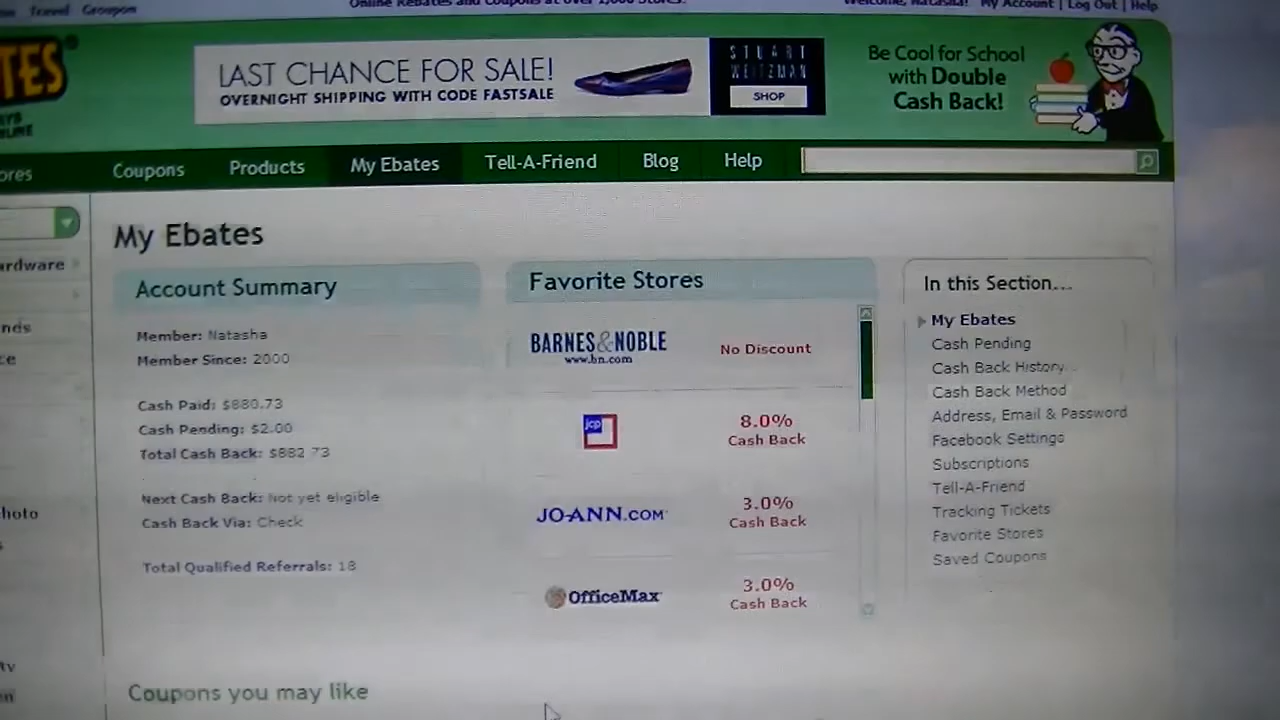 Travel Groupon
Online Rebates and Coupons at over 1,000 Stores.
Welcome, Natasha! My Account | Log Out | Help
LAST CHANCE FOR SALE!
OVERNIGHT SHIPPING WITH CODE FASTSALE
STUART
WEITZMAN
SHOP
Be Cool for School
with Double
Cash Back!
Coupons Products My Ebates Tell-A-Friend Blog Help
My Ebates
Account Summary
Member: Natasha
Member Since: 2000
Cash Paid: $880.73
Cash Pending: $2.00
Total Cash Back: $882.73
Next Cash Back: Not yet eligible
Cash Back Via: Check
Total Qualified Referrals: 18
Favorite Stores
BARNES&NOBLE
www.bn.com
No Discount
jcp
8.0%
Cash Back
JO-ANN.COM
3.0%
Cash Back
OfficeMax
3.0%
Cash Back
In this Section...
My Ebates
Cash Pending
Cash Back History
Cash Back Method
Address, Email & Password
Facebook Settings
Subscriptions
Tell-A-Friend
Tracking Tickets
Favorite Stores
Saved Coupons
Coupons you may like